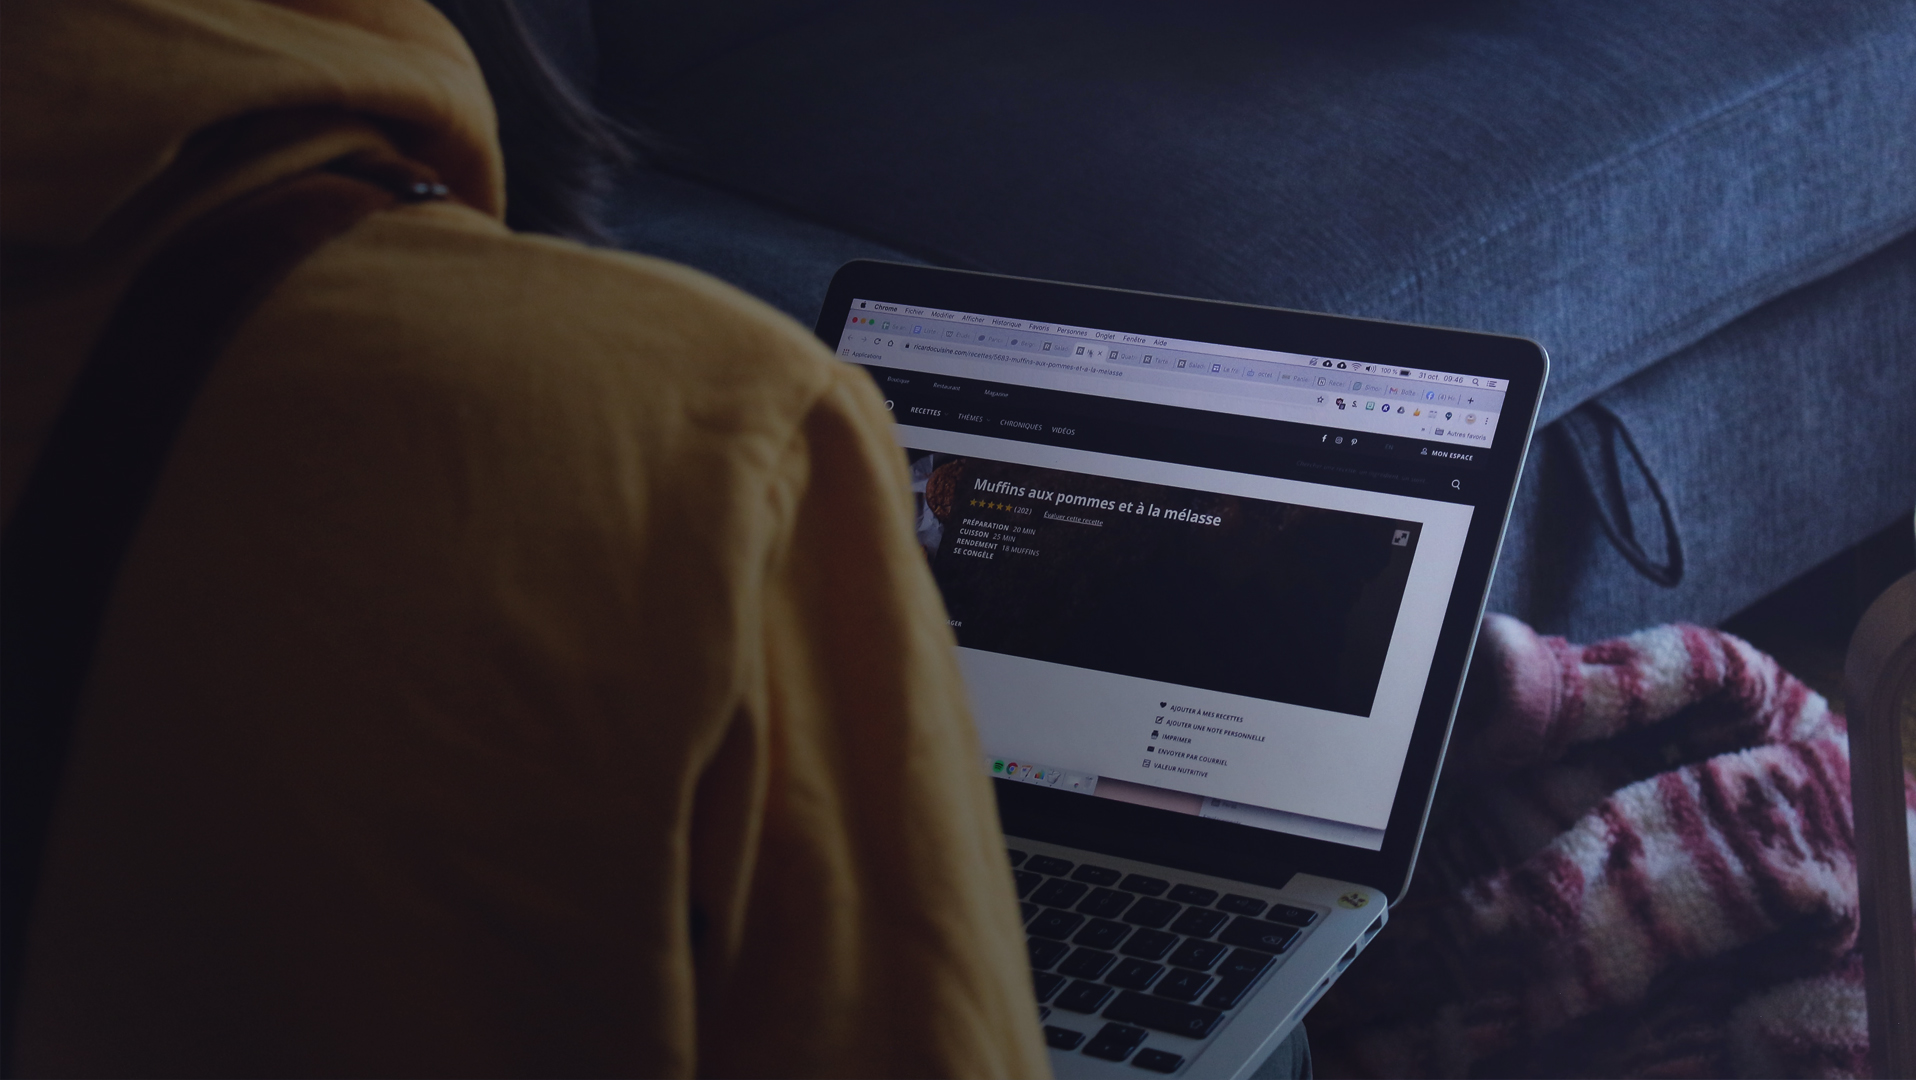 Chrome Fichier Modifier Afficher Historique Favoris Personnes Onglet Fenêtre Aide
100 % 31 oct. 09:46
ricardocuisine.com/recettes/5683-muffins-aux-pommes-et-a-la-melasse
Applications
Autres favoris
Boutique Restaurant Magazine
RECETTES THÈMES CHRONIQUES VIDÉOS
MON ESPACE
Muffins aux pommes et à la mélasse
(202) Évaluer cette recette
PRÉPARATION 20 MIN
CUISSON 25 MIN
RENDEMENT 18 MUFFINS
SE CONGÈLE
AJOUTER À MES RECETTES
AJOUTER UNE NOTE PERSONNELLE
IMPRIMER
ENVOYER PAR COURRIEL
VALEUR NUTRITIVE